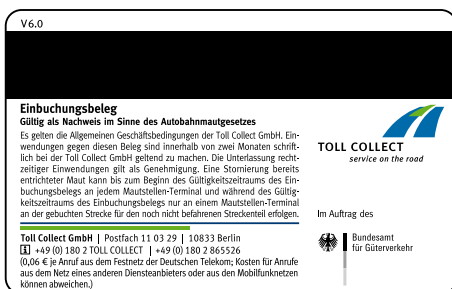 V6.0
Einbuchungsbeleg
Gültig als Nachweis im Sinne des Autobahnmautgesetzes
Es gelten die Allgemeinen Geschäftsbedingungen der Toll Collect GmbH. Ein-
wendungen gegen diesen Beleg sind innerhalb von zwei Monaten schrift-
lich bei der Toll Collect GmbH geltend zu machen. Die Unterlassung recht-
zeitiger Einwendungen gilt als Genehmigung. Eine Stornierung bereits
entrichteter Maut kann bis zum Beginn des Gültigkeitszeitraums des Ein-
buchungsbelegs an jedem Mautstellen-Terminal und während des Gültig-
keitszeitraums des Einbuchungsbelegs nur an einem Mautstellen-Terminal
an der gebuchten Strecke für den noch nicht befahrenen Streckenteil erfolgen.
Toll Collect GmbH | Postfach 11 03 29 | 10833 Berlin
+49 (0) 180 2 TOLL COLLECT | +49 (0) 180 2 865526
(0,06 € je Anruf aus dem Festnetz der Deutschen Telekom; Kosten für Anrufe
aus dem Netz eines anderen Diensteanbieters oder aus den Mobilfunknetzen
können abweichen.)
TOLL COLLECT
service on the road
Im Auftrag des
Bundesamt
für Güterverkehr